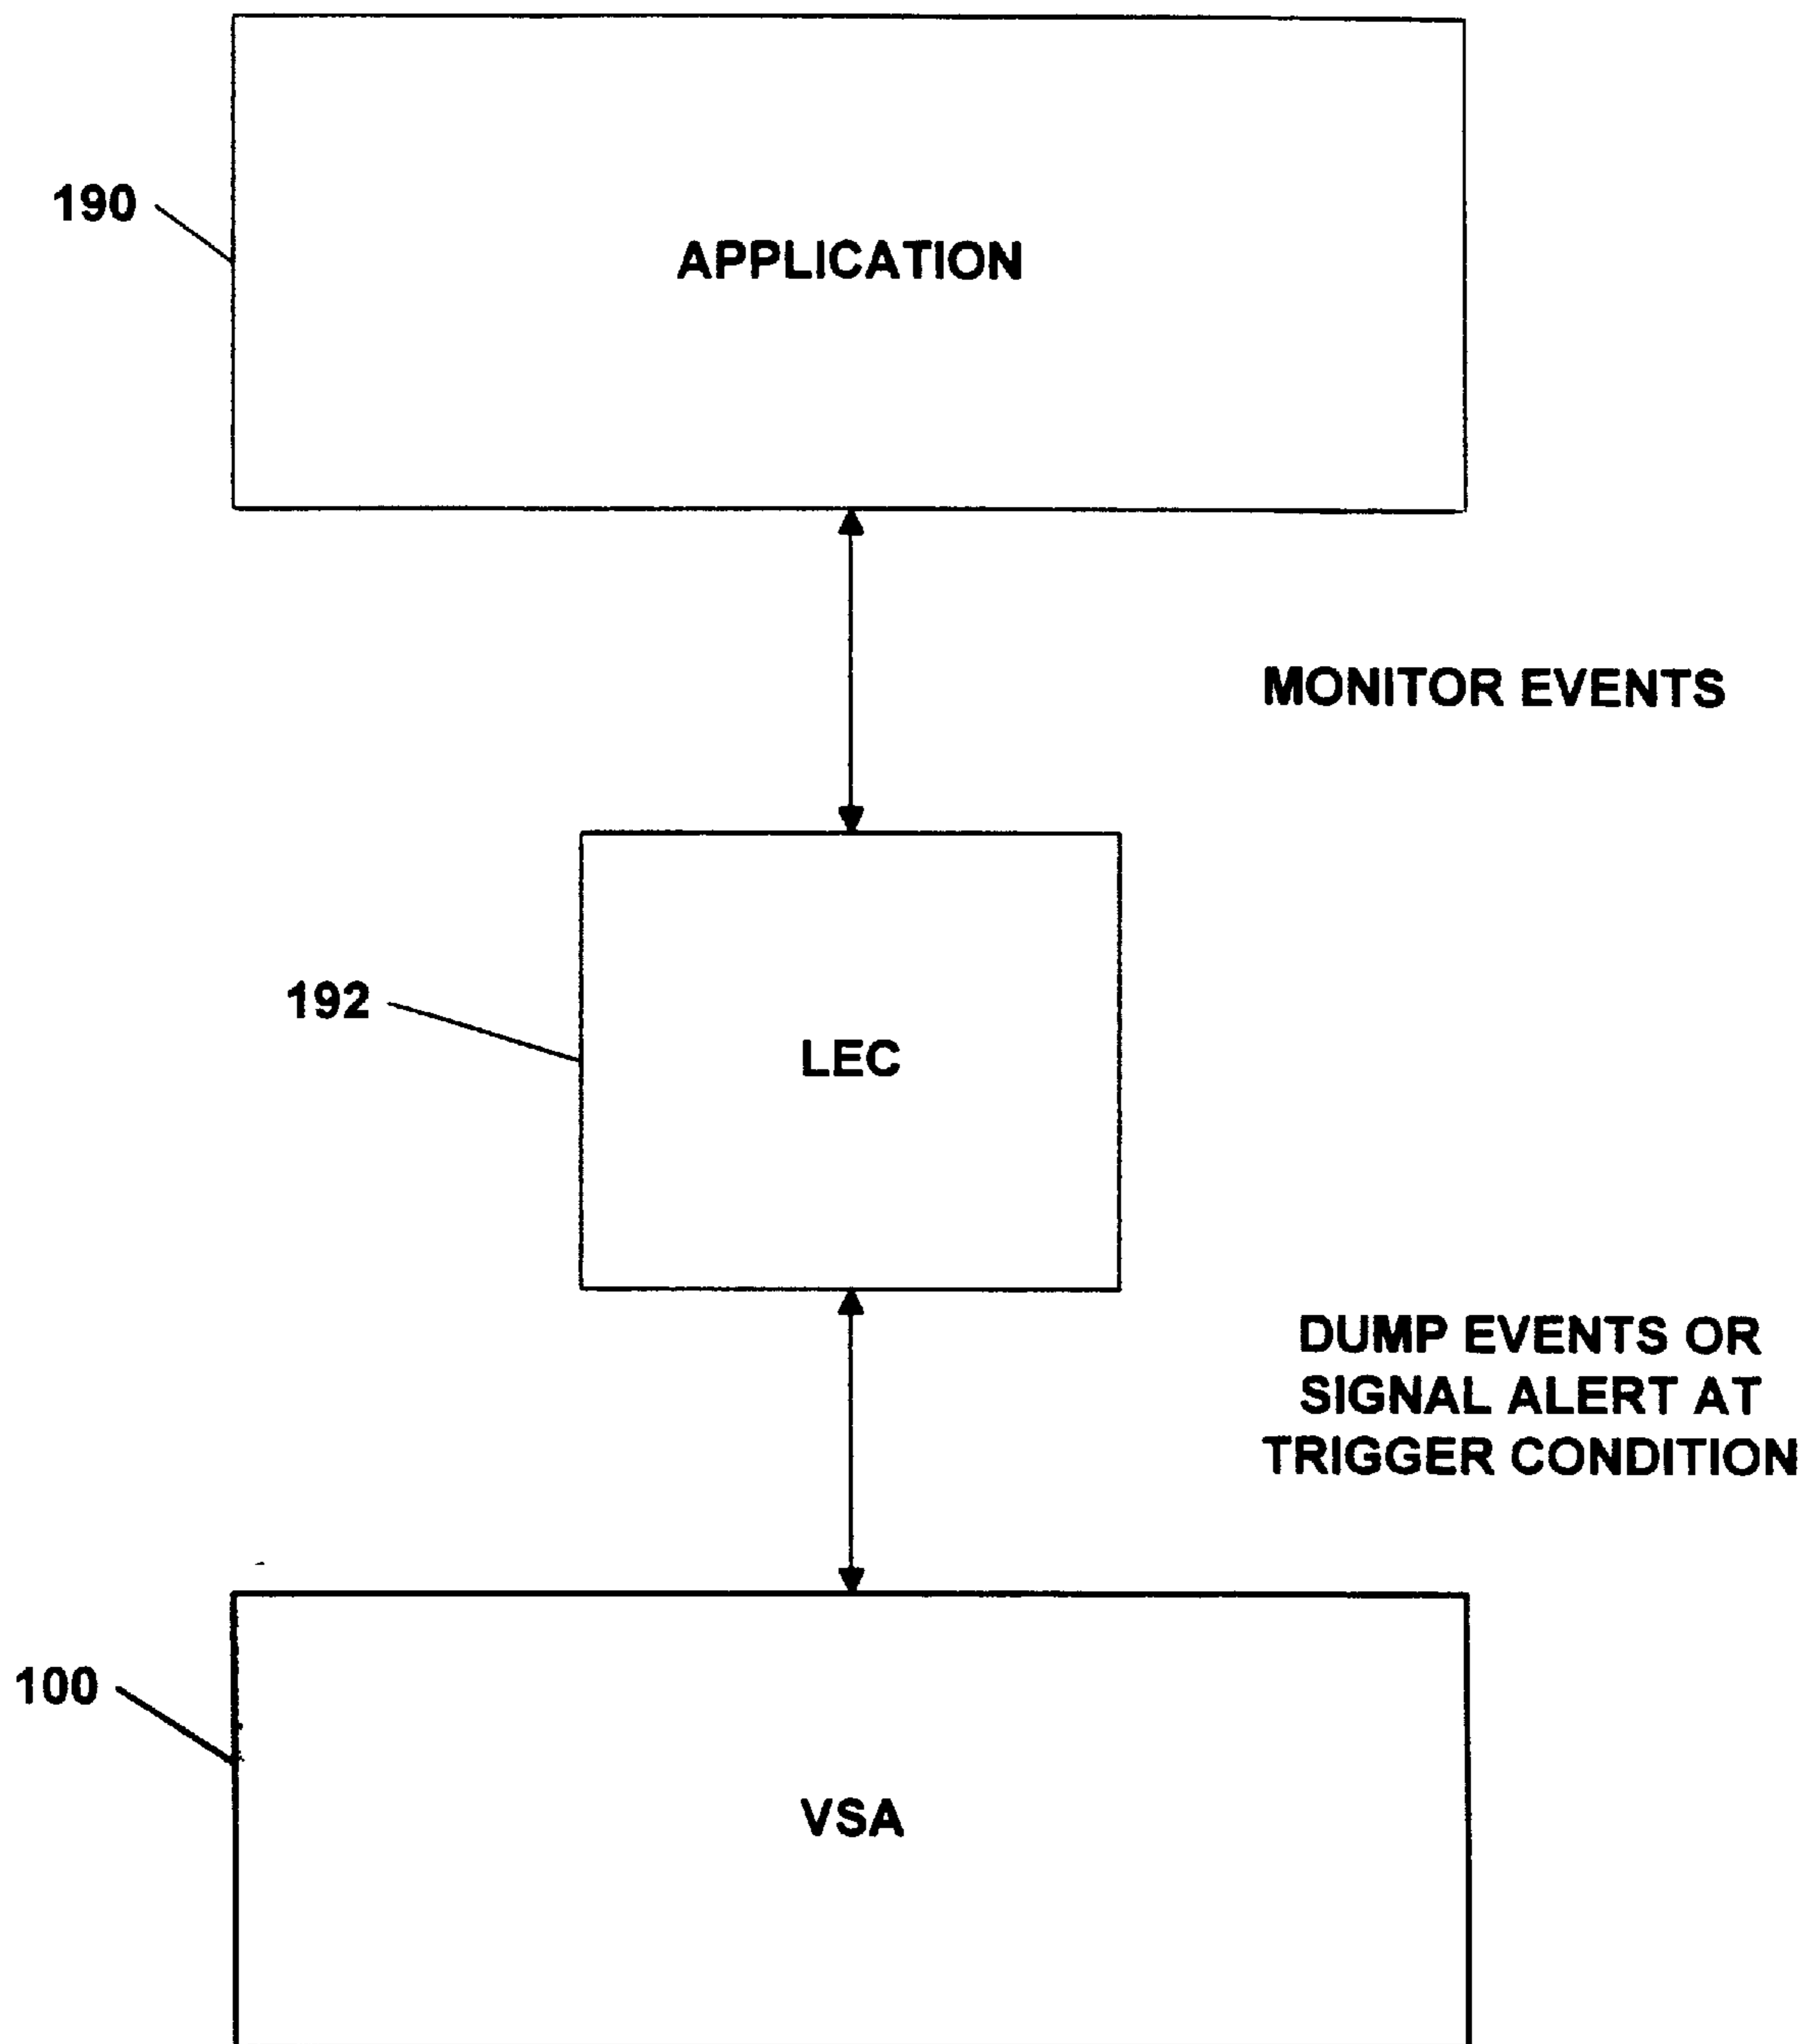 190
APPLICATION
MONITOR EVENTS
192
LEC
DUMP EVENTS OR
SIGNAL ALERT AT
TRIGGER CONDITION
100
VSA